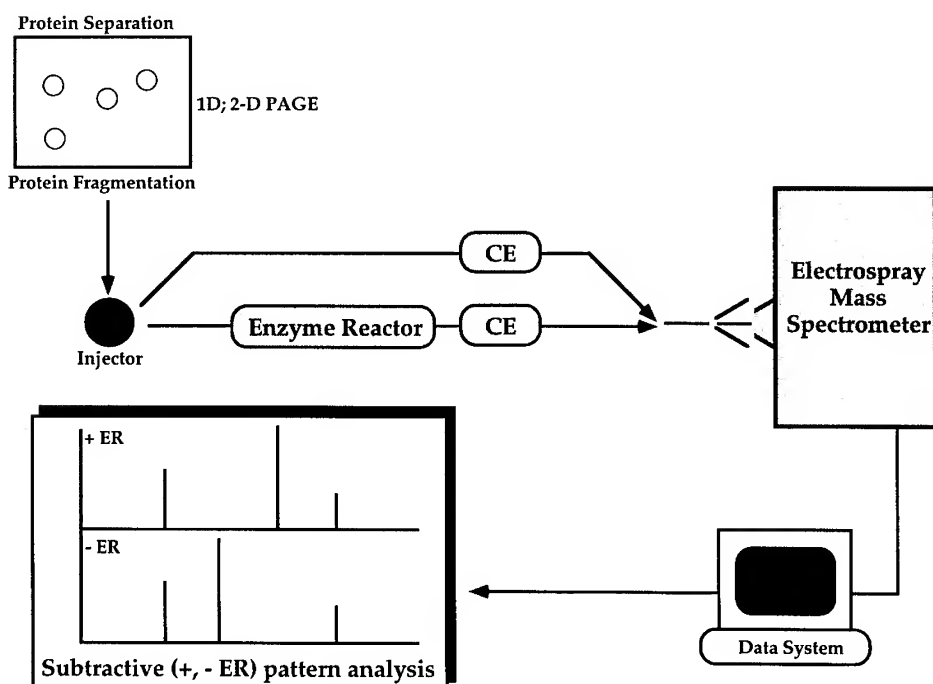 Protein Separation
1D; 2-D PAGE
Protein Fragmentation
CE
Electrospray
Mass
Spectrometer
Enzyme Reactor
CE
Injector
+ ER
- ER
Data System
Subtractive (+, - ER) pattern analysis